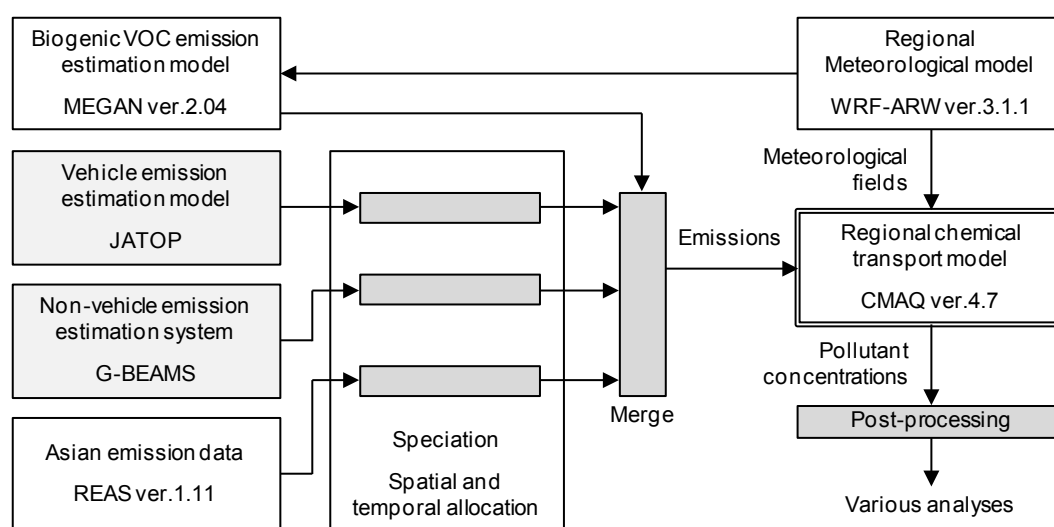 Biogenic VOC emission
estimation model
MEGAN ver.2.04
Regional
Meteorological model
WRF-ARW ver.3.1.1
Vehicle emission
estimation model
JATOP
Meteorological
fields
Emissions
Regional chemical
transport model
CMAQ ver.4.7
Non-vehicle emission
estimation system
G-BEAMS
Pollutant
concentrations
Merge
Post-processing
Asian emission data
REAS ver.1.11
Speciation
Spatial and
temporal allocation
Various analyses